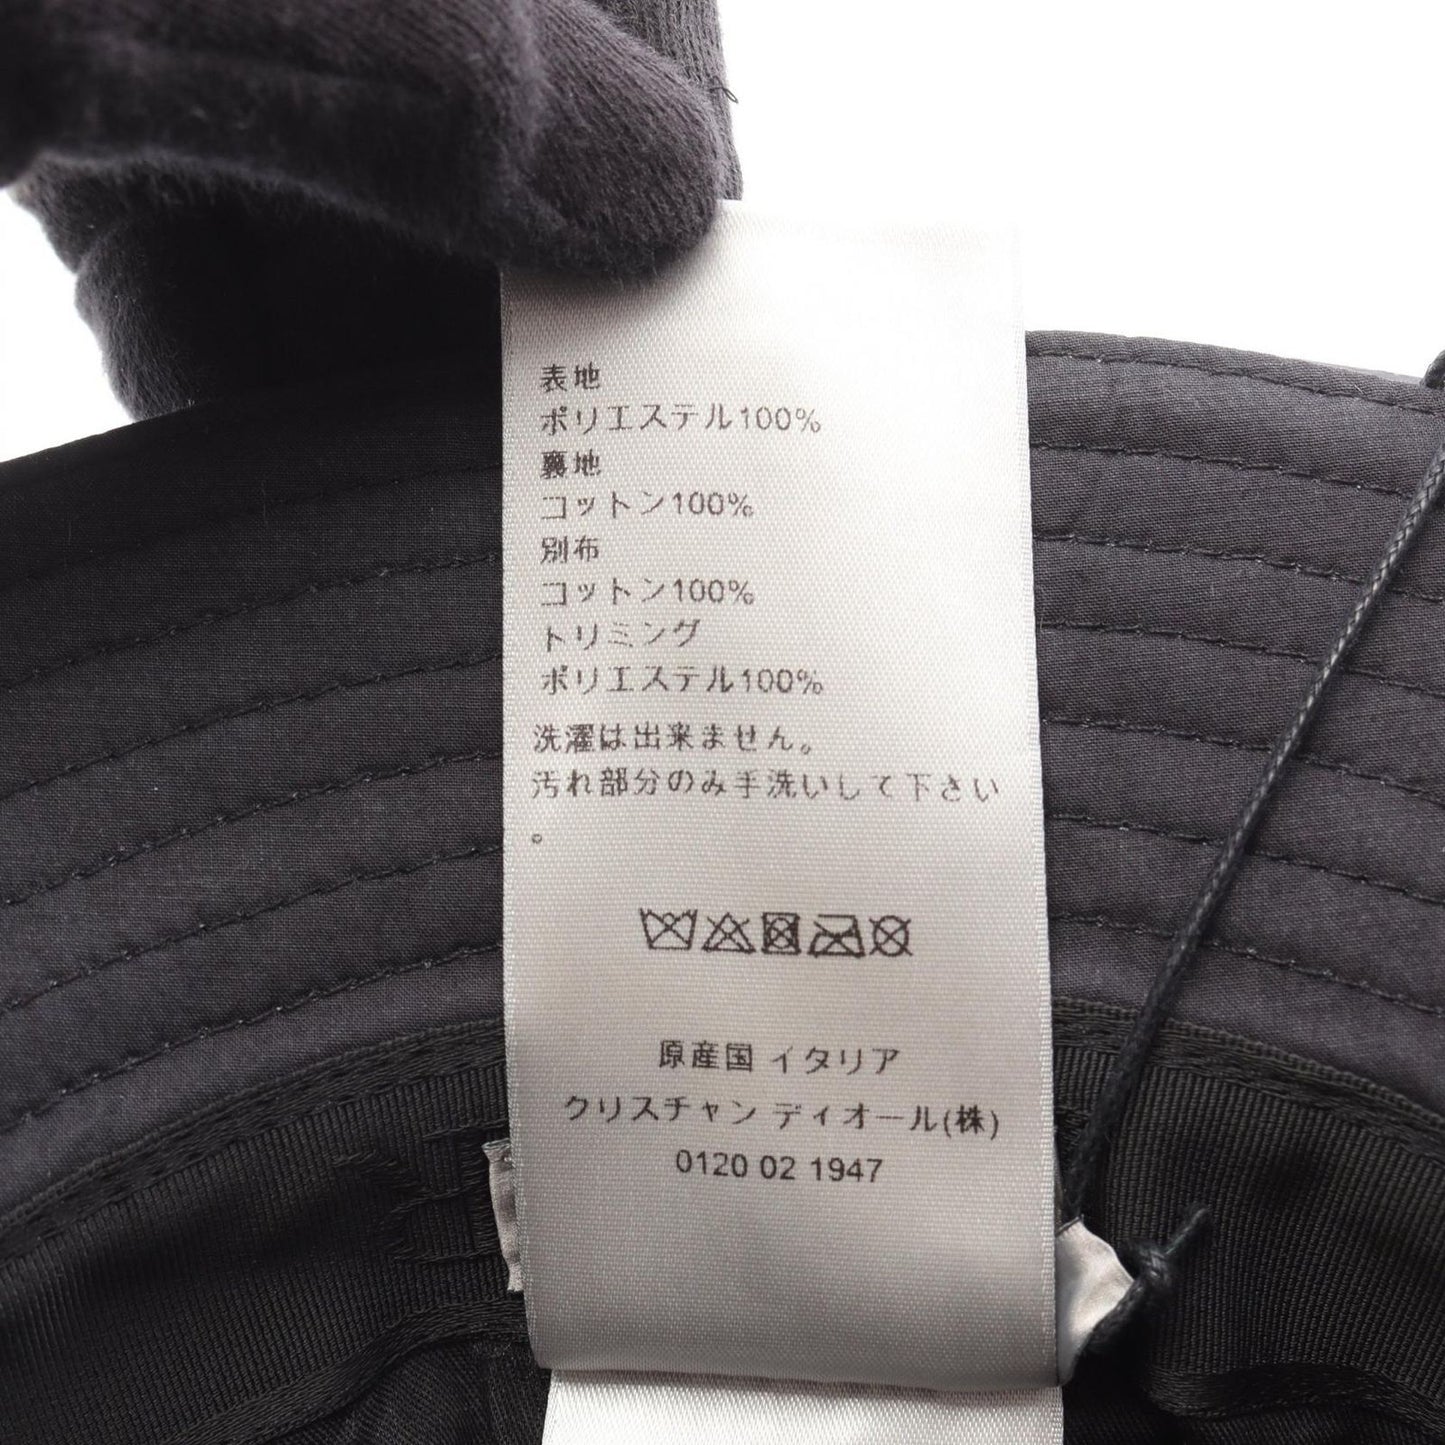 表地
ポリエステル100%
裏地
コットン100%
別布
コットン100%
トリミング
ポリエステル100%
洗濯は出来ません。
汚れ部分のみ手洗いして下さい
。
原産国 イタリア
クリスチャン ディオール(株)
0120 02 1947